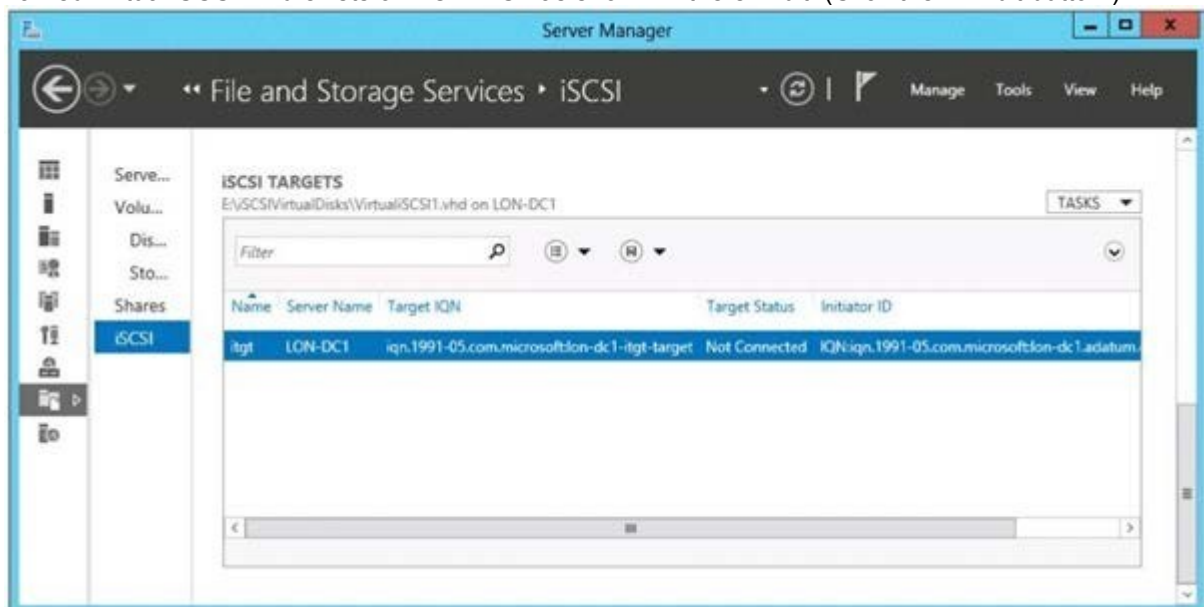 Server Manager
File and Storage Services iSCSI Manage Tools View Help
Serve...
Volu...
Dis...
Sto...
Shares
iSCSI
iSCSI TARGETS
E:\iSCSIVirtualDisks\VirtualiSCSI1.vhd on LON-DC1
TASKS
Filter
Name Server Name Target IQN Target Status Initiator ID
itgt LON-DC1 iqn.1991-05.com.microsoft:lon-dc1-itgt-target Not Connected IQN:iqn.1991-05.com.microsoft:lon-dc1.adatum.